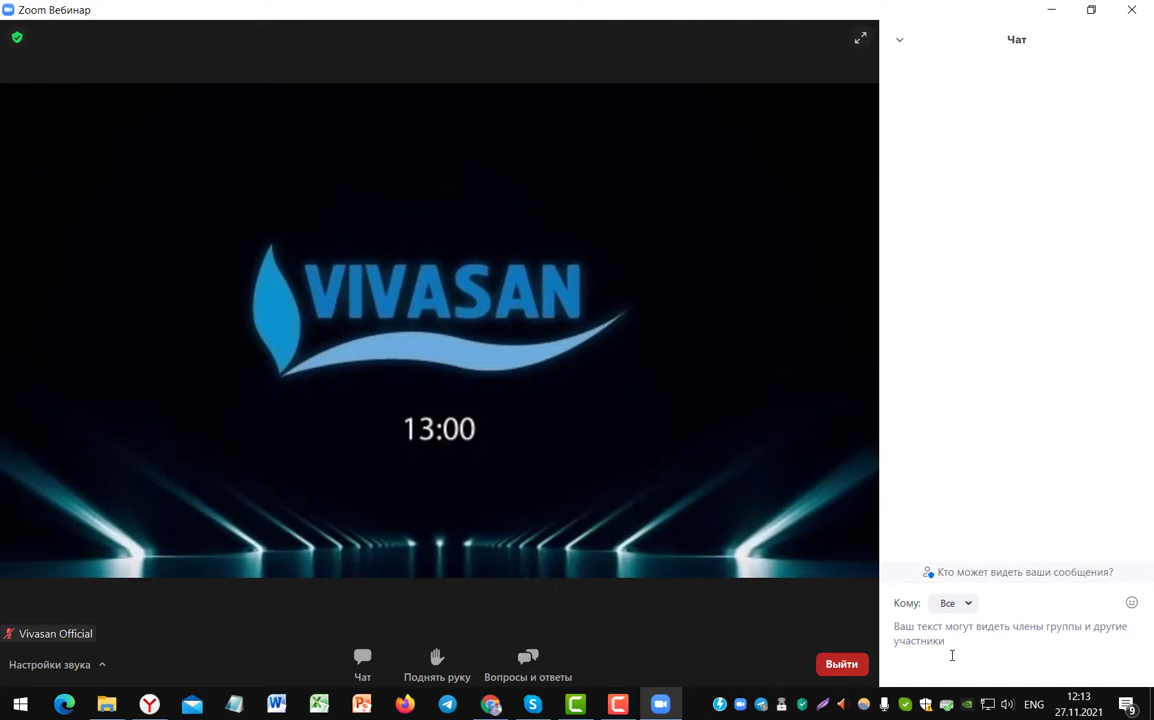 Zoom Вебинар
Чат
VIVASAN
13:00
Кто может видеть ваши сообщения?
Кому: Все
Ваш текст могут видеть члены группы и другие
участники
Vivasan Official
Настройки звука
Чат
Поднять руку
Вопросы и ответы
Выйти
ENG
12:13
27.11.2021
9